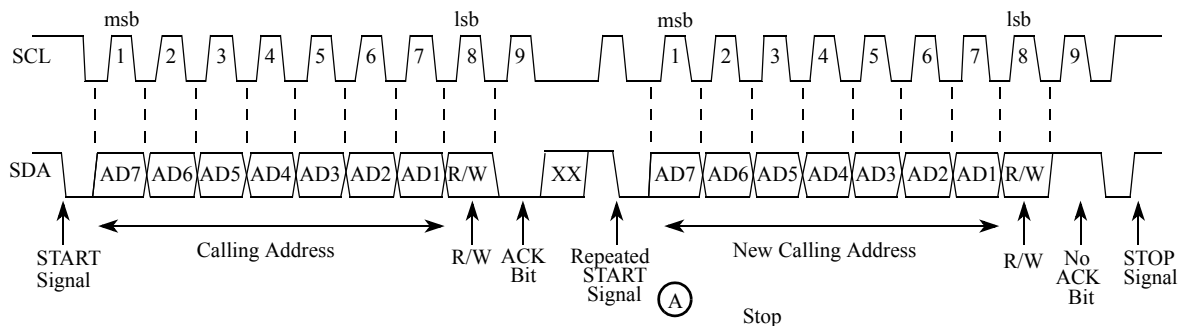 msb lsb msb lsb
SCL 1 2 3 4 5 6 7 8 9 1 2 3 4 5 6 7 8 9
SDA AD7 AD6 AD5 AD4 AD3 AD2 AD1 R/W XX AD7 AD6 AD5 AD4 AD3 AD2 AD1 R/W
START
Signal
Calling Address
R/W
ACK
Bit
Repeated
START
Signal
New Calling Address
R/W
No
ACK
Bit
STOP
Signal
A
Stop